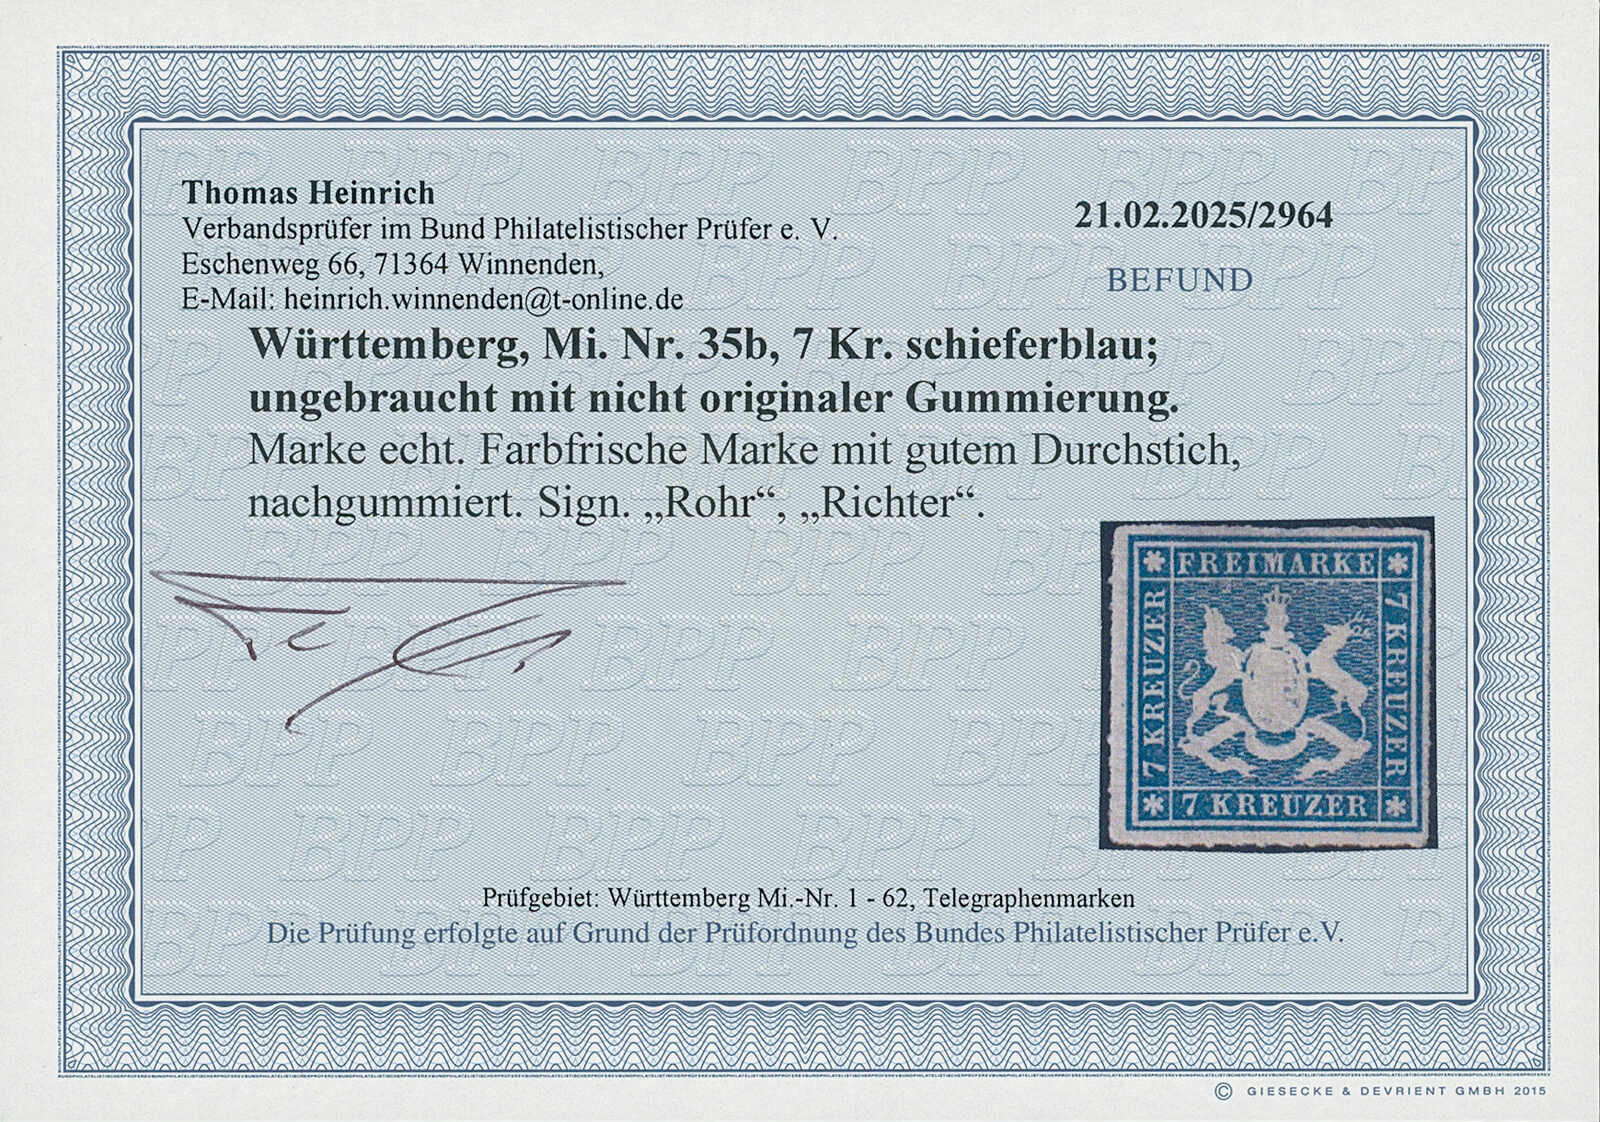 Thomas Heinrich
Verbandsprüfer im Bund Philatelistischer Prüfer e. V.
Eschenweg 66, 71364 Winnenden,
E-Mail: heinrich.winnenden@t-online.de
21.02.2025/2964
BEFUND
Württemberg, Mi. Nr. 35b, 7 Kr. schieferblau;
ungebraucht mit nicht originaler Gummierung.
Marke echt. Farbfrische Marke mit gutem Durchstich,
nachgummiert. Sign. „Rohr“, „Richter“.
FREIMARKE
7 KREUZER
7 KREUZER
7 KREUZER
Prüfgebiet: Württemberg Mi.-Nr. 1 - 62, Telegraphenmarken
Die Prüfung erfolgte auf Grund der Prüfordnung des Bundes Philatelistischer Prüfer e.V.
© GIESECKE & DEVRIENT GMBH 2015